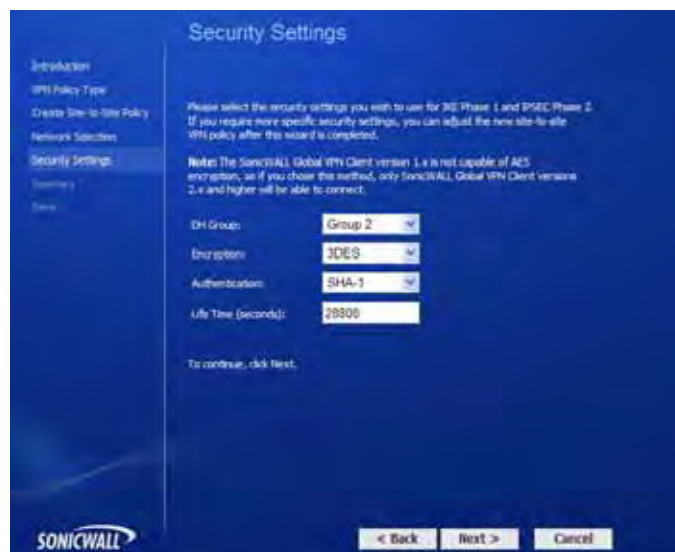 Security Settings
Introduction
VPN Policy Type
Create Site-to-Site Policy
Network Selection
Security Settings
Summary
Please select the security settings you wish to use for IKE Phase 1 and IPSEC Phase 2.
If you require more specific security settings, you can adjust the new site-to-site
VPN policy after this wizard is completed.
Note: The SonicWALL Global VPN Client version 1.x is not capable of AES
encryption, so if you chose this method, only SonicWALL Global VPN Client versions
2.x and higher will be able to connect.
DH Group: Group 2
Encryption: 3DES
Authentication: SHA-1
Life Time (seconds): 28800
To continue, click Next.
SONICWALL
< Back Next > Cancel